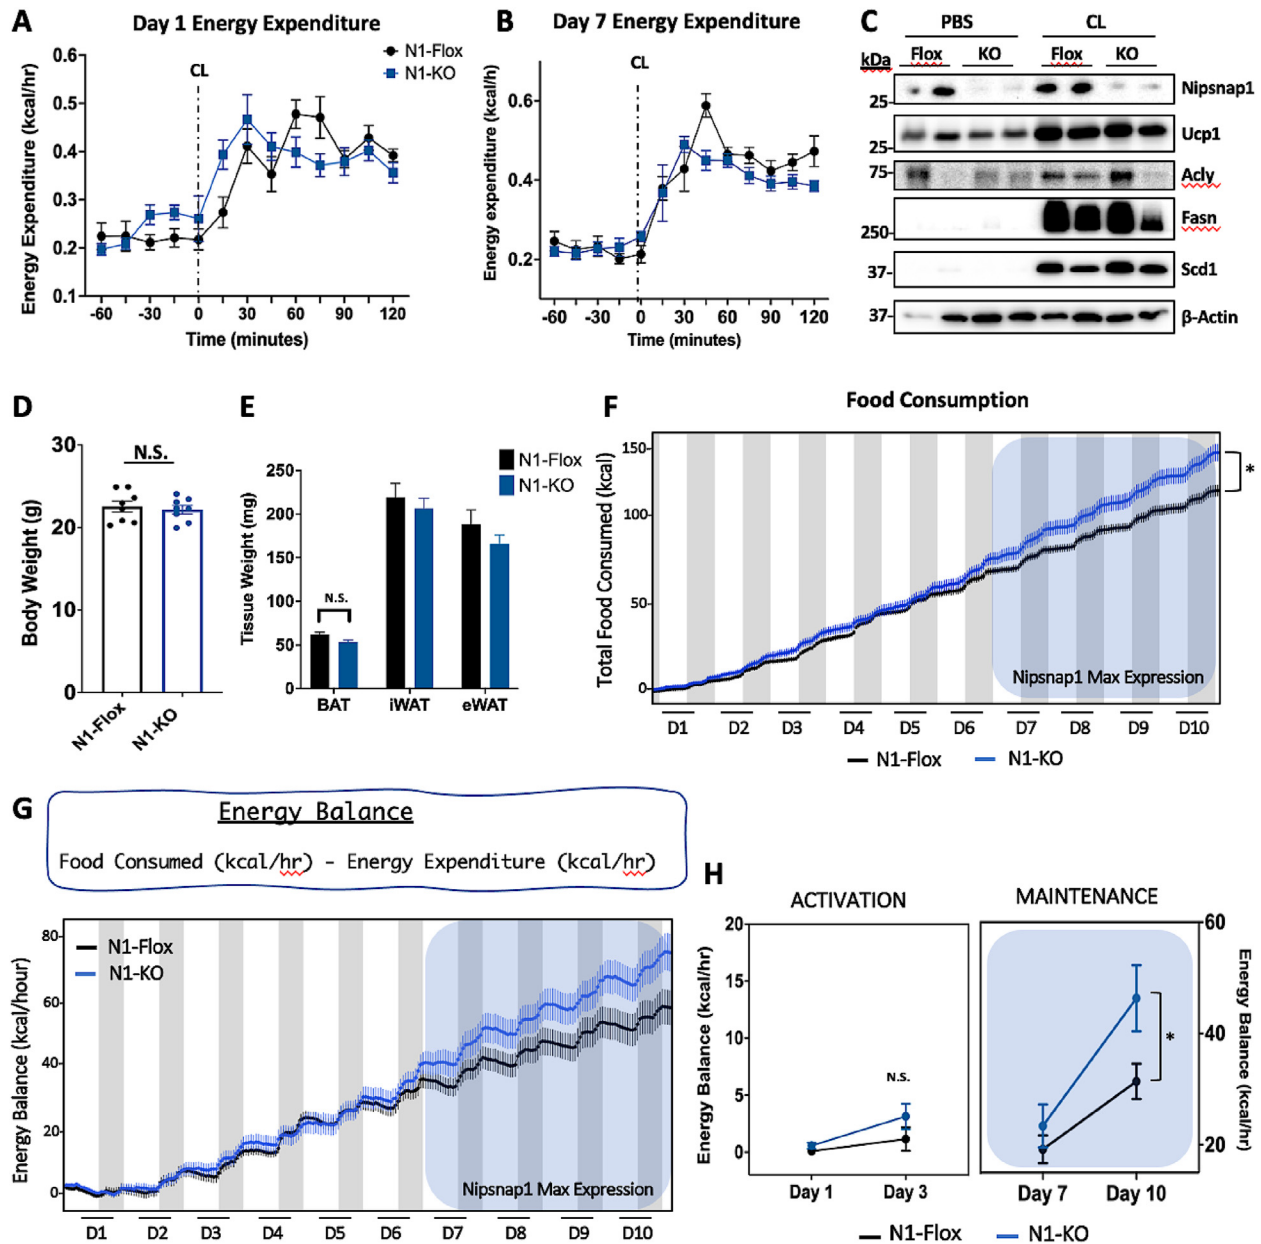 A
Day 1 Energy Expenditure
N1-Flox
N1-KO
CL
Energy Expenditure (kcal/hr)
0.6
0.5
0.4
0.3
0.2
0.1
-60 -30 0 30 60 90 120
Time (minutes)
B
Day 7 Energy Expenditure
CL
Energy expenditure (kcal/h)
0.6
0.4
0.2
-60 -30 0 30 60 90 120
Time (minutes)
C
PBS CL
Flox KO Flox KO
kDa
25- Nipsnap1
25- Ucp1
75- Acly
250- Fasn
37- Scd1
37- β-Actin
D
Body Weight (g)
30
20
10
0
N.S.
N1-Flox N1-KO
E
N1-Flox
N1-KO
Tissue Weight (mg)
250
200
150
100
50
0
N.S.
BAT iWAT eWAT
F
Food Consumption
Total Food Consumed (kcal)
150
100
50
0
*
Nipsnap1 Max Expression
D1 D2 D3 D4 D5 D6 D7 D8 D9 D10
N1-Flox N1-KO
G
Energy Balance
Food Consumed (kcal/hr) - Energy Expenditure (kcal/hr)
N1-Flox
N1-KO
Energy Balance (kcal/hour)
80
60
40
20
0
Nipsnap1 Max Expression
D1 D2 D3 D4 D5 D6 D7 D8 D9 D10
H
ACTIVATION
Energy Balance (kcal/hr)
20
15
10
5
0
N.S.
Day 1 Day 3
MAINTENANCE
60
40
20
Energy Balance (kcal/hr)
*
Day 7 Day 10
N1-Flox N1-KO